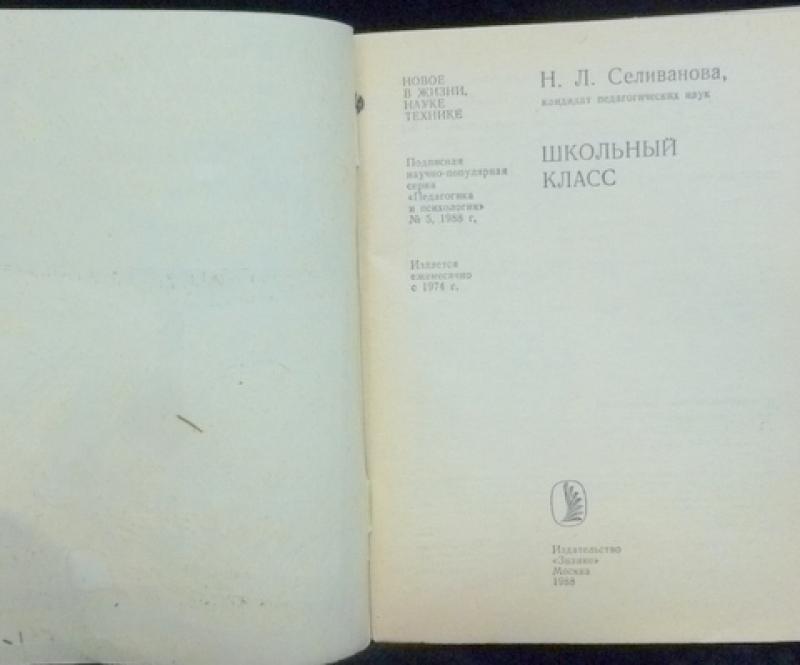 НОВОЕ
В ЖИЗНИ,
НАУКЕ
ТЕХНИКЕ
Подписная
научно-популярная
серия
«Педагогика
и психология»
№ 5, 1988 г.
Издается
ежемесячно
с 1974 г.
Н. Л. Селиванова,
кандидат педагогических наук
ШКОЛЬНЫЙ
КЛАСС
Издательство
«Знание»
Москва
1988